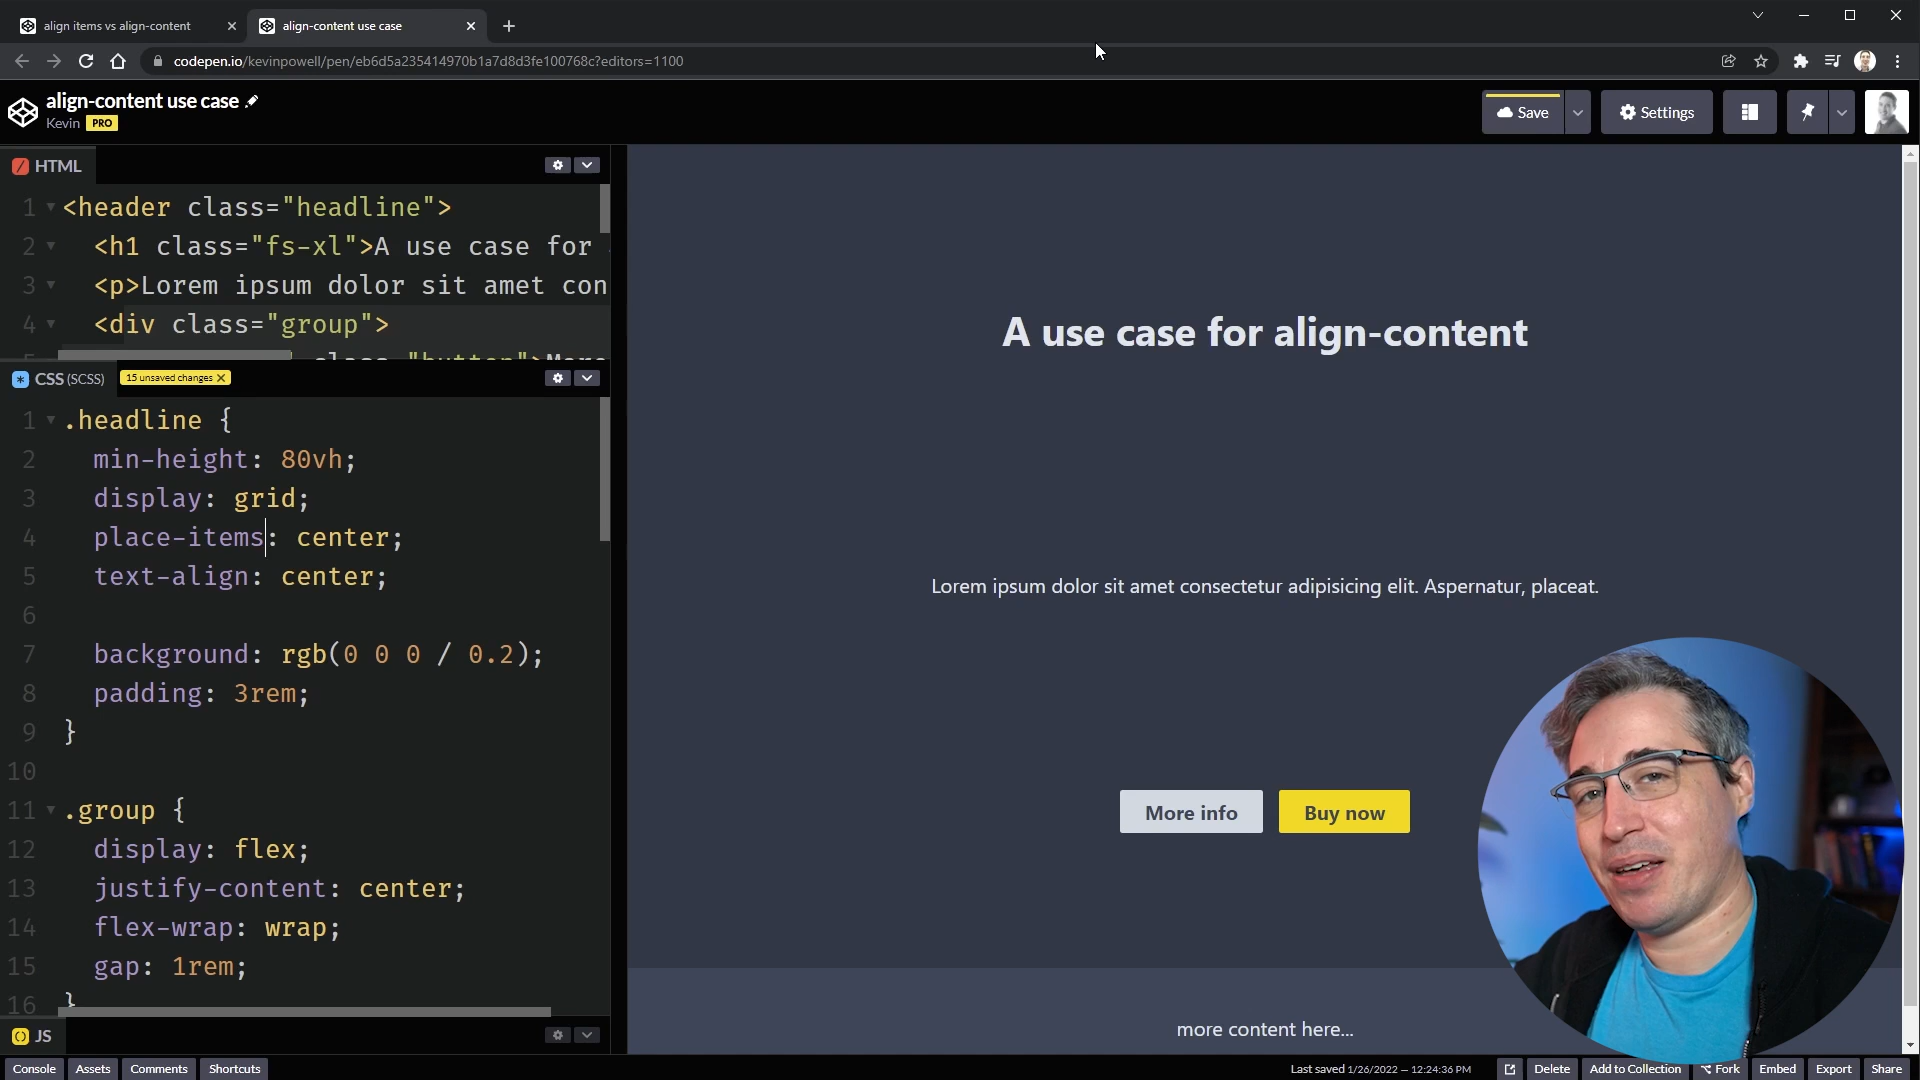 align items vs align-content
align-content use case
codepen.io/kevinpowell/pen/eb6d5a235414970b1a7d8d3fe100768c?editors=1100
align-content use case
Kevin PRO
Save
Settings
HTML
1 <header class="headline">
2 <h1 class="fs-xl">A use case for
3 <p>Lorem ipsum dolor sit amet con
4 <div class="group">
CSS (SCSS)
15 unsaved changes
1 .headline {
2 min-height: 80vh;
3 display: grid;
4 place-items: center;
5 text-align: center;
6
7 background: rgb(0 0 0 / 0.2);
8 padding: 3rem;
9 }
10
11 .group {
12 display: flex;
13 justify-content: center;
14 flex-wrap: wrap;
15 gap: 1rem;
16 }
JS
A use case for align-content
Lorem ipsum dolor sit amet consectetur adipisicing elit. Aspernatur, placeat.
More info
Buy now
more content here...
Console
Assets
Comments
Shortcuts
Last saved 1/26/2022 — 12:24:36 PM
Delete
Add to Collection
Fork
Embed
Export
Share